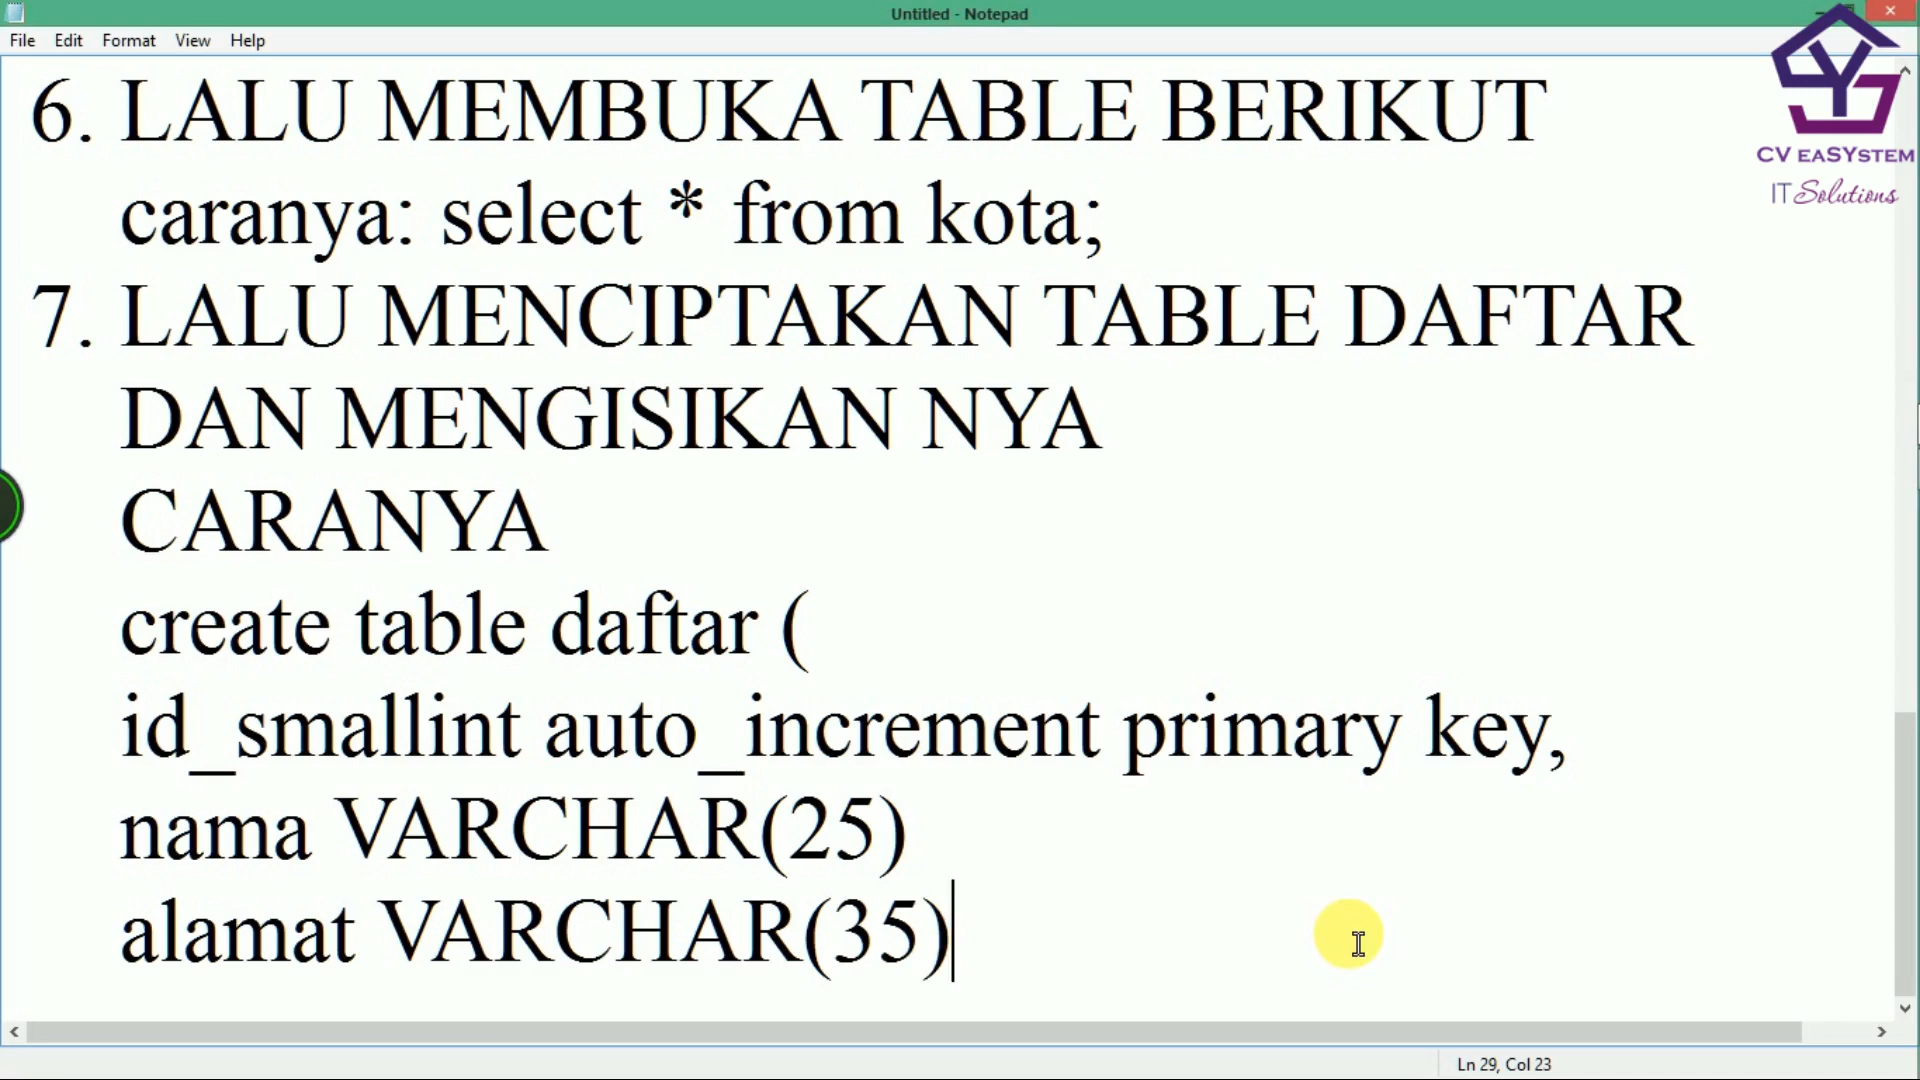 Untitled - Notepad
File Edit Format View Help
6. LALU MEMBUKA TABLE BERIKUT
caranya: select * from kota;
7. LALU MENCIPTAKAN TABLE DAFTAR
DAN MENGISIKAN NYA
CARANYA
create table daftar (
id_smallint auto_increment primary key,
nama VARCHAR(25)
alamat VARCHAR(35)
CV eaSYstem
IT Solutions
Ln 29, Col 23